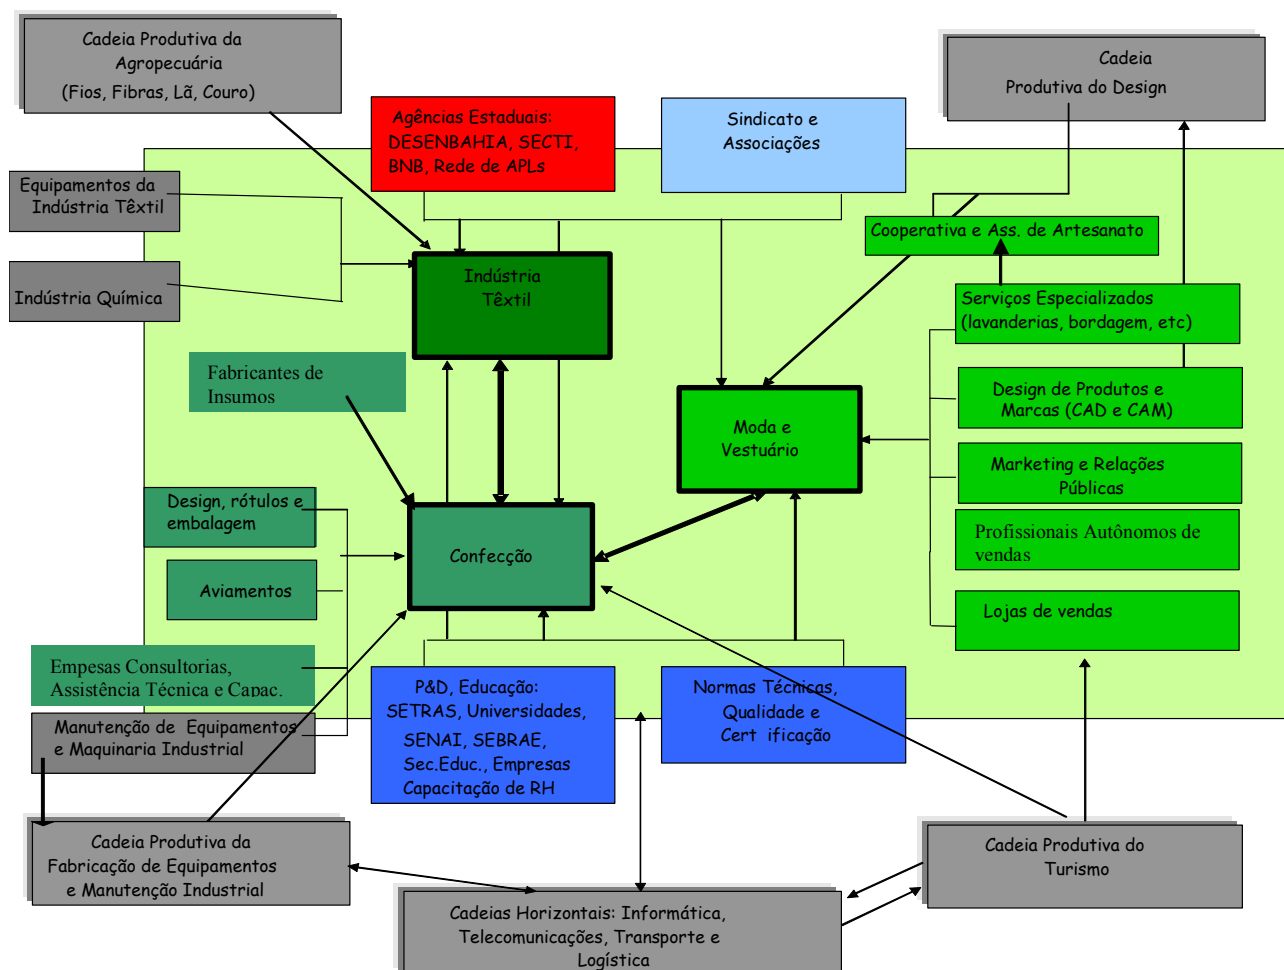 Cadeia Produtiva da
Agropecuária
(Fios, Fibras, Lã, Couro)
Cadeia
Produtiva do Design
Agências Estaduais:
DESENBAHIA, SECTI,
BNB, Rede de APLs
Sindicato e
Associações
Equipamentos da
Indústria Têxtil
Indústria Química
Cooperativa e Ass. de Artesanato
Indústria
Têxtil
Serviços Especializados
(lavanderias, bordagem, etc)
Fabricantes de
Insumos
Design de Produtos e
Marcas (CAD e CAM)
Moda e
Vestuário
Marketing e Relações
Públicas
Design, rótulos e
embalagem
Confecção
Profissionais Autônomos de
vendas
Aviamentos
Lojas de vendas
Empesas Consultorias,
Assistência Técnica e Capac.
P&D, Educação:
SETRAS, Universidades,
SENAI, SEBRAE,
Sec.Educ., Empresas
Capacitação de RH
Normas Técnicas,
Qualidade e
Cert ificação
Manutenção de Equipamentos
e Maquinaria Industrial
Cadeia Produtiva da
Fabricação de Equipamentos
e Manutenção Industrial
Cadeia Produtiva do
Turismo
Cadeias Horizontais: Informática,
Telecomunicações, Transporte e
Logística